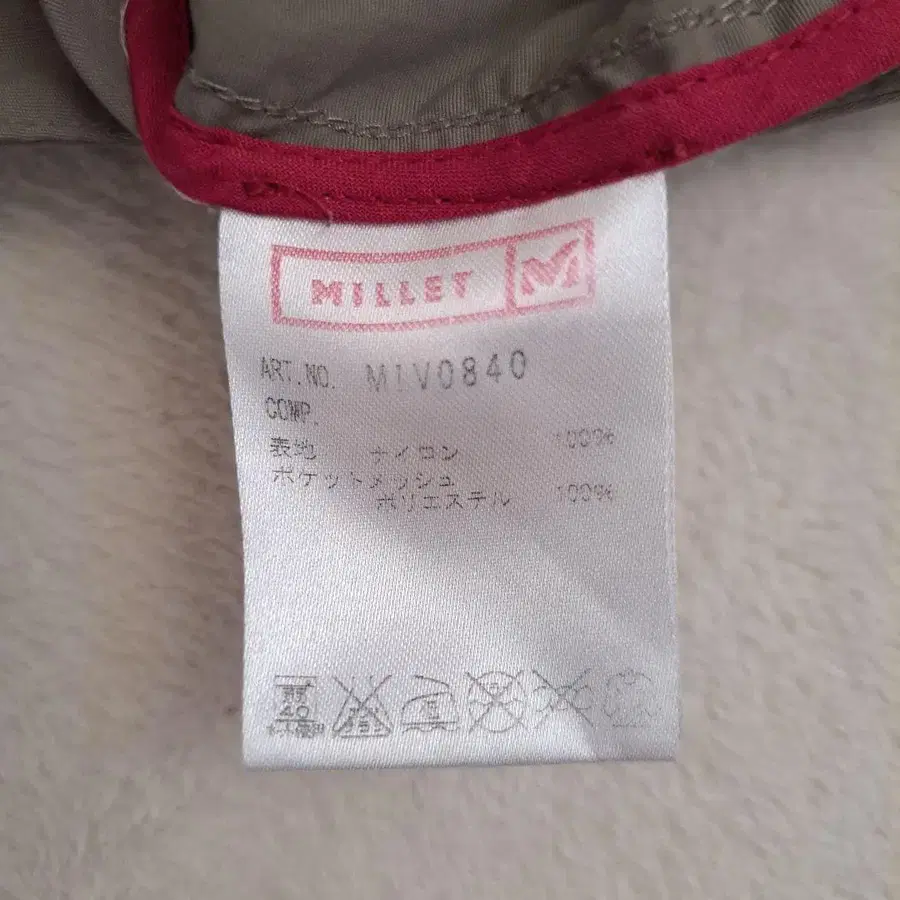 MILLET
ART.NO. MIV0840
COMP.
表地 ナイロン 100%
ポケットメッシュ
ポリエステル 100%
40